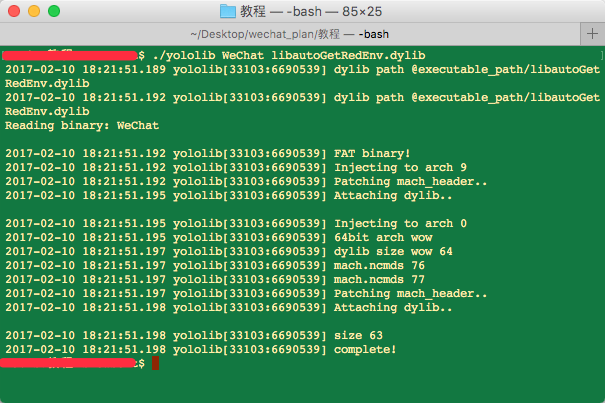 教程 — -bash — 85×25
~/Desktop/wechat_plan/教程 — -bash
$ ./yololib WeChat libautoGetRedEnv.dylib
2017-02-10 18:21:51.189 yololib[33103:6690539] dylib path @executable_path/libautoGet
RedEnv.dylib
2017-02-10 18:21:51.192 yololib[33103:6690539] dylib path @executable_path/libautoGet
RedEnv.dylib
Reading binary: WeChat
2017-02-10 18:21:51.192 yololib[33103:6690539] FAT binary!
2017-02-10 18:21:51.192 yololib[33103:6690539] Injecting to arch 9
2017-02-10 18:21:51.192 yololib[33103:6690539] Patching mach_header..
2017-02-10 18:21:51.195 yololib[33103:6690539] Attaching dylib..
2017-02-10 18:21:51.195 yololib[33103:6690539] Injecting to arch 0
2017-02-10 18:21:51.195 yololib[33103:6690539] 64bit arch wow
2017-02-10 18:21:51.197 yololib[33103:6690539] dylib size wow 64
2017-02-10 18:21:51.197 yololib[33103:6690539] mach.ncmds 76
2017-02-10 18:21:51.197 yololib[33103:6690539] mach.ncmds 77
2017-02-10 18:21:51.197 yololib[33103:6690539] Patching mach_header..
2017-02-10 18:21:51.198 yololib[33103:6690539] Attaching dylib..
2017-02-10 18:21:51.198 yololib[33103:6690539] size 63
2017-02-10 18:21:51.198 yololib[33103:6690539] complete!
$